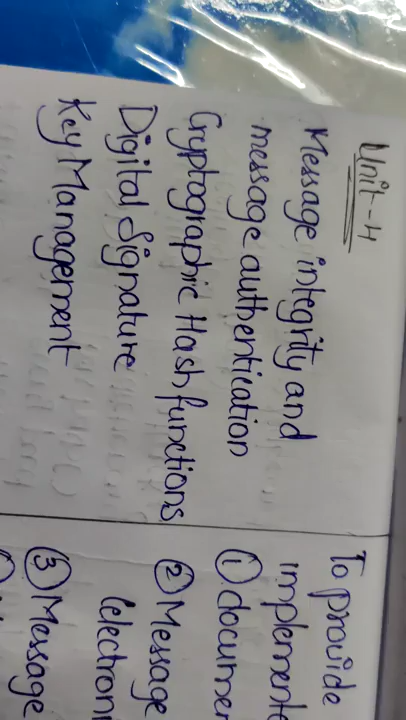 Unit-4
Message integrity and
message authentication
Cryptographic Hash functions,
Digital Signature
Key Management
To provide
implement
① documen
② Message
(electron
③ Message